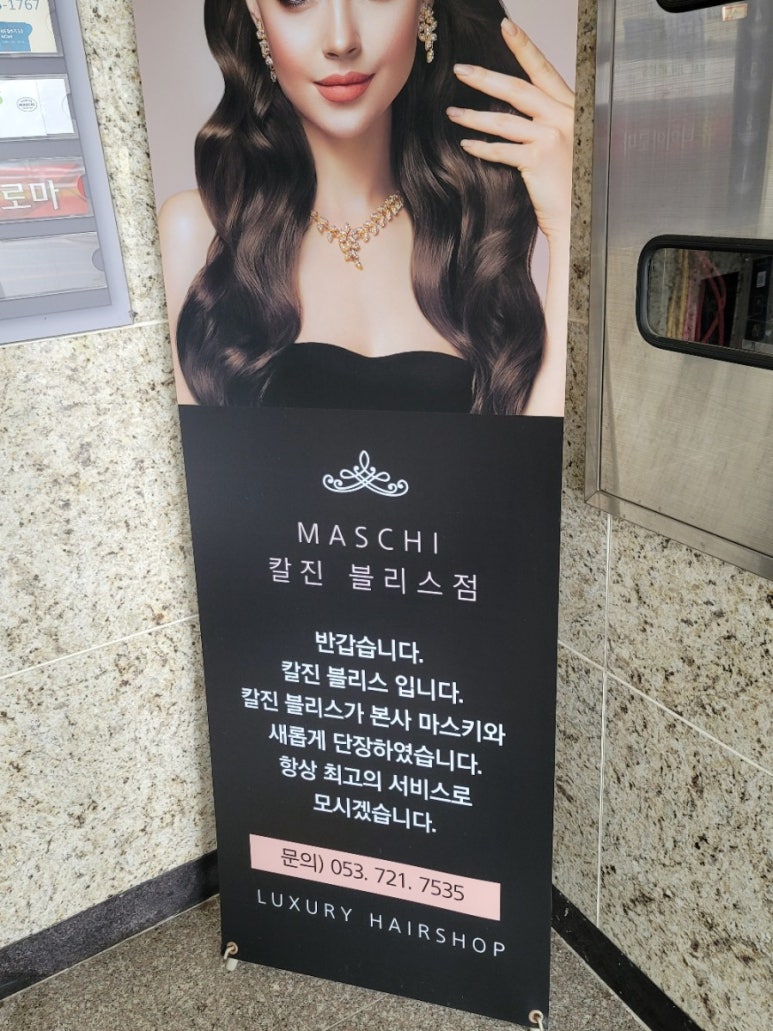 -1767
로마
MASCHI
칼진 블리스점
반갑습니다.
칼진 블리스 입니다.
칼진 블리스가 본사 마스키와
새롭게 단장하였습니다.
항상 최고의 서비스로
모시겠습니다.
문의) 053. 721. 7535
LUXURY HAIRSHOP